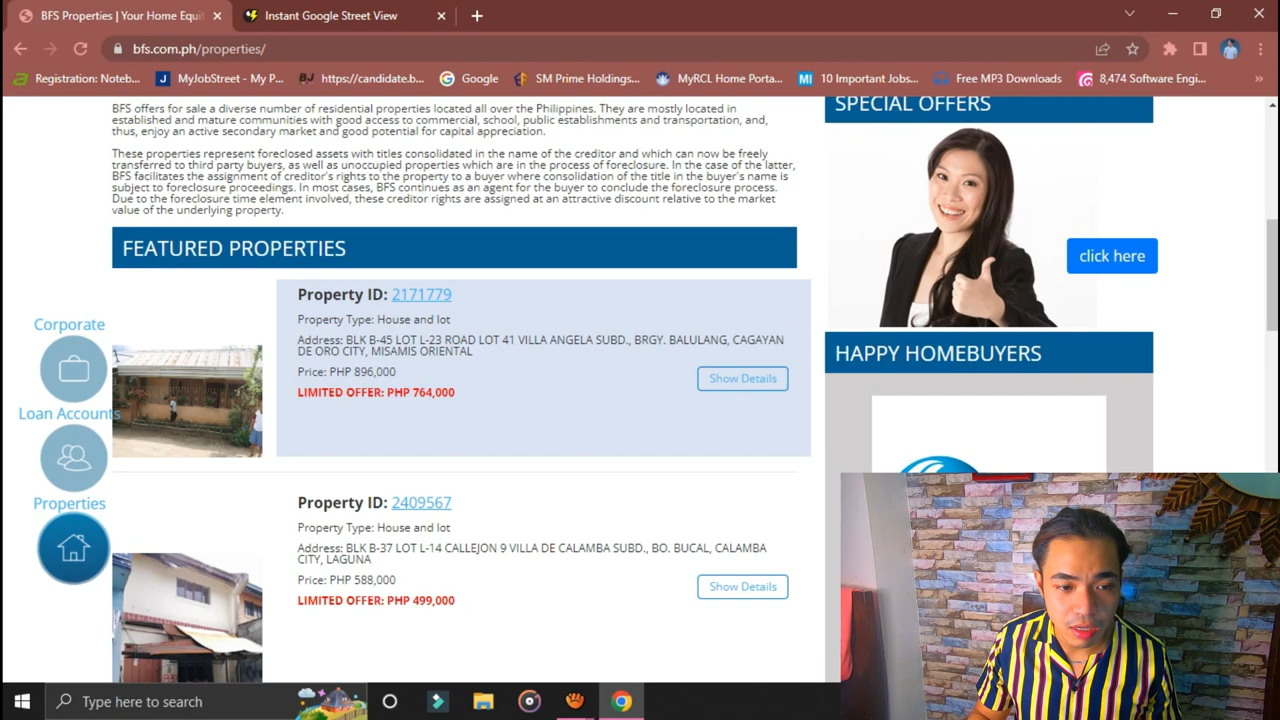 BFS Properties | Your Home Equi
Instant Google Street View
bfs.com.ph/properties/
Registration: Noteb...
J
MyJobStreet - My P...
BJ
https://candidate.b...
Google
SM Prime Holdings...
MyRCL Home Porta...
MI
10 Important Jobs...
Free MP3 Downloads
8,474 Software Engi...
»
BFS offers for sale a diverse number of residential properties located all over the Philippines. They are mostly located in
established and mature communities with good access to commercial, school, public establishments and transportation, and,
thus, enjoy an active secondary market and good potential for capital appreciation.
These properties represent foreclosed assets with titles consolidated in the name of the creditor and which can now be freely
transferred to third party buyers, as well as unoccupied properties which are in the process of foreclosure. In the case of the latter,
BFS facilitates the assignment of creditor's rights to the property to a buyer where consolidation of the title in the buyer's name is
subject to foreclosure proceedings. In most cases, BFS continues as an agent for the buyer to conclude the foreclosure process.
Due to the foreclosure time element involved, these creditor rights are assigned at an attractive discount relative to the market
value of the underlying property.
FEATURED PROPERTIES
Property ID: 2171779
Property Type: House and lot
Address: BLK B-45 LOT L-23 ROAD LOT 41 VILLA ANGELA SUBD., BRGY. BALULANG, CAGAYAN
DE ORO CITY, MISAMIS ORIENTAL
Price: PHP 896,000
LIMITED OFFER: PHP 764,000
Show Details
Property ID: 2409567
Property Type: House and lot
Address: BLK B-37 LOT L-14 CALLEJON 9 VILLA DE CALAMBA SUBD., BO. BUCAL, CALAMBA
CITY, LAGUNA
Price: PHP 588,000
LIMITED OFFER: PHP 499,000
Show Details
Corporate
Loan Accounts
Properties
SPECIAL OFFERS
click here
HAPPY HOMEBUYERS
Type here to search